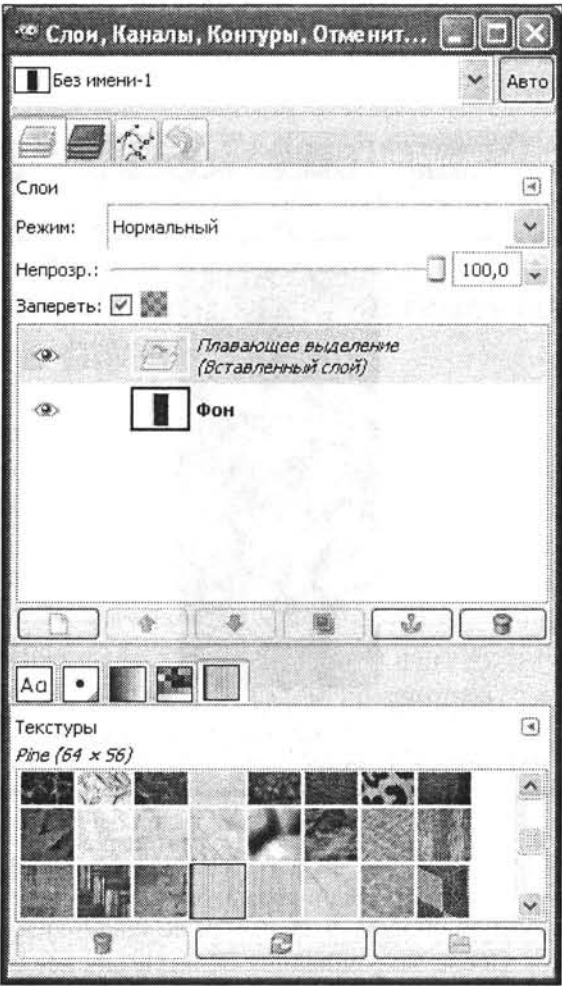 Слои, Каналы, Контуры, Отменит...
Без имени-1
Авто
Слои
Режим: Нормальный
Непрозр.: 100,0
Запереть:
Плавающее выделение
(Вставленный слой)
Фон
Aa
Текстуры
Pine (64 × 56)